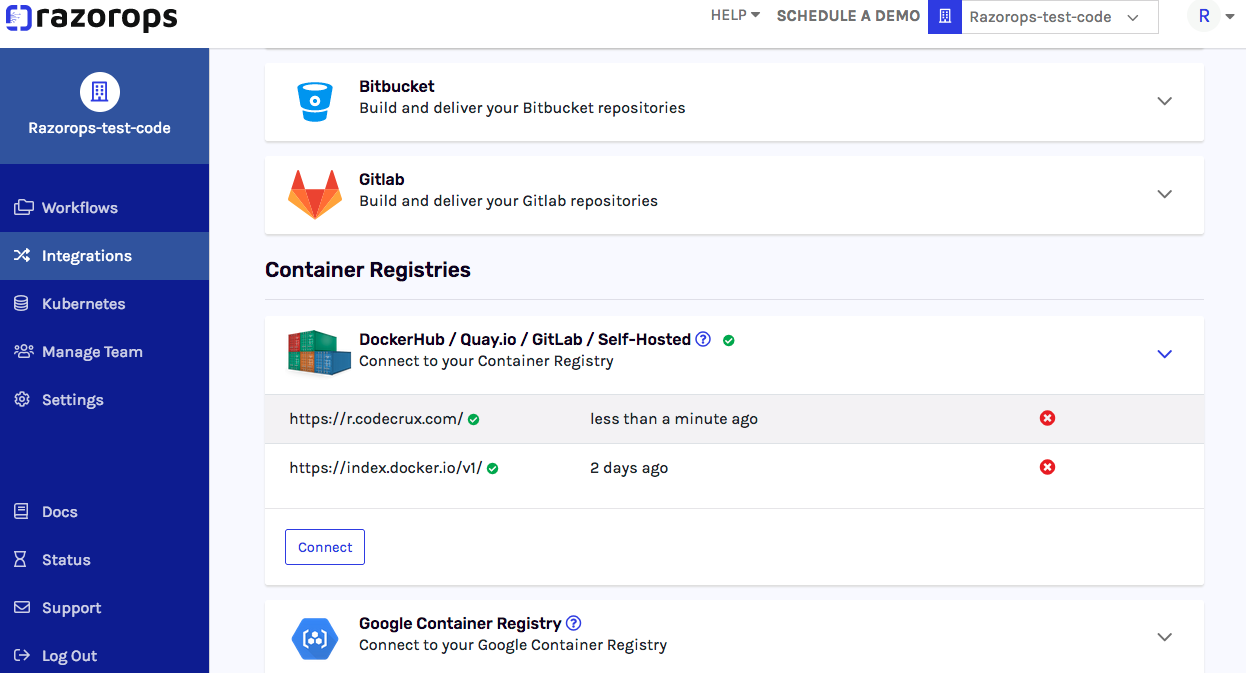 razorops
HELP
SCHEDULE A DEMO
Razorops-test-code
R
Razorops-test-code
Workflows
Integrations
Kubernetes
Manage Team
Settings
Docs
Status
Support
Log Out
Bitbucket
Build and deliver your Bitbucket repositories
Gitlab
Build and deliver your Gitlab repositories
Container Registries
DockerHub / Quay.io / GitLab / Self-Hosted ?
Connect to your Container Registry
https://r.codecrux.com/ less than a minute ago
https://index.docker.io/v1/ 2 days ago
Connect
Google Container Registry ?
Connect to your Google Container Registry